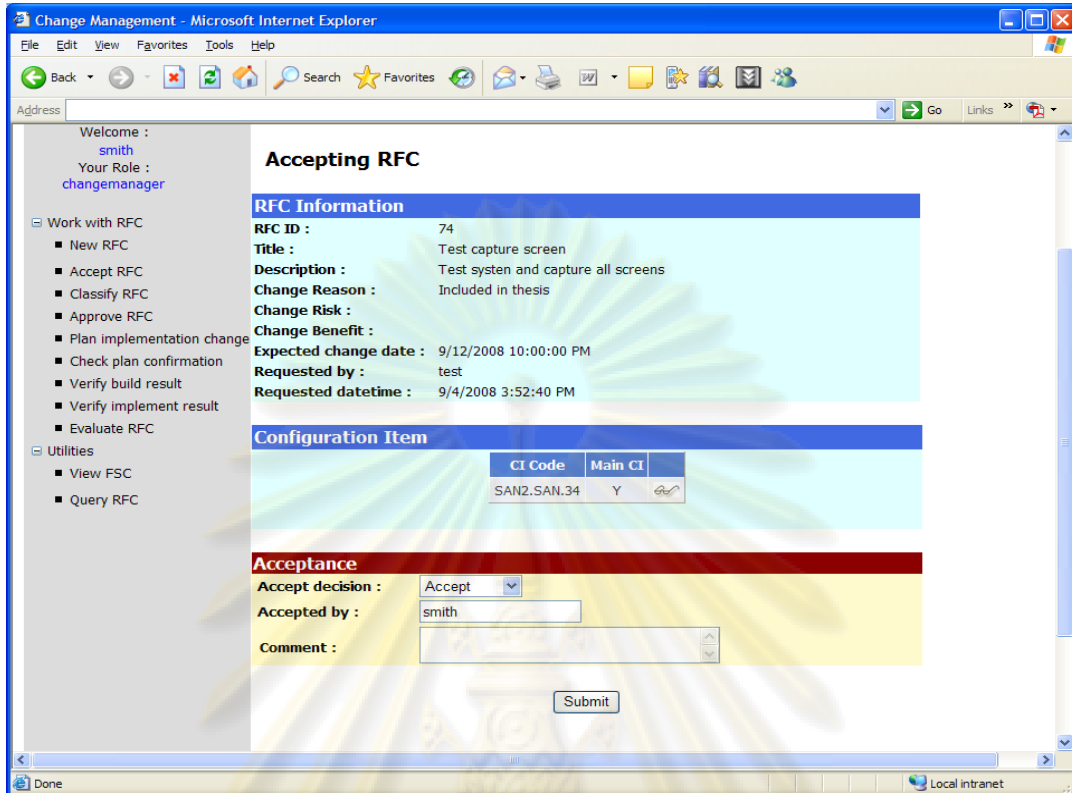 Change Management - Microsoft Internet Explorer
File Edit View Favorites Tools Help
Back Search Favorites
Address Go Links »
Welcome :
smith
Your Role :
changemanager
Work with RFC
New RFC
Accept RFC
Classify RFC
Approve RFC
Plan implementation change
Check plan confirmation
Verify build result
Verify implement result
Evaluate RFC
Utilities
View FSC
Query RFC
Accepting RFC
RFC Information
RFC ID : 74
Title : Test capture screen
Description : Test systen and capture all screens
Change Reason : Included in thesis
Change Risk :
Change Benefit :
Expected change date : 9/12/2008 10:00:00 PM
Requested by : test
Requested datetime : 9/4/2008 3:52:40 PM
Configuration Item
CI Code Main CI
SAN2.SAN.34 Y
Acceptance
Accept decision : Accept
Accepted by : smith
Comment :
Submit
Done Local intranet